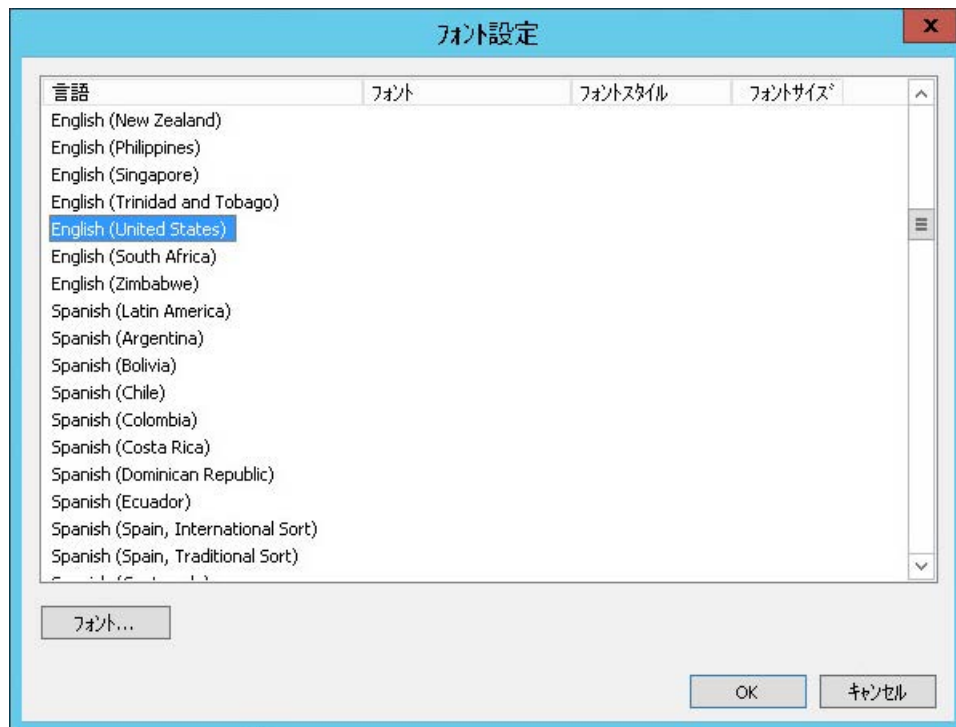 フォント設定
言語 フォント フォントスタイル フォントサイズ
English (New Zealand)
English (Philippines)
English (Singapore)
English (Trinidad and Tobago)
English (United States)
English (South Africa)
English (Zimbabwe)
Spanish (Latin America)
Spanish (Argentina)
Spanish (Bolivia)
Spanish (Chile)
Spanish (Colombia)
Spanish (Costa Rica)
Spanish (Dominican Republic)
Spanish (Ecuador)
Spanish (Spain, International Sort)
Spanish (Spain, Traditional Sort)
フォント...
OK キャンセル